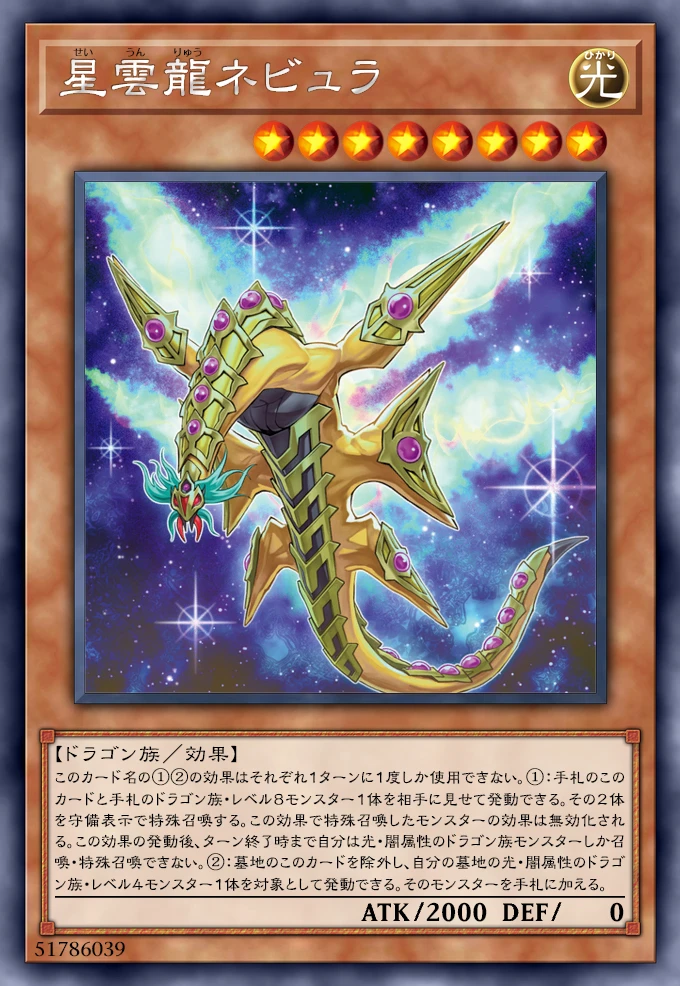 せい うん りゅう
星雲龍ネビュラ
ひかり
光
【ドラゴン族／効果】
このカード名の①②の効果はそれぞれ１ターンに１度しか使用できない。①：手札のこの
カードと手札のドラゴン族・レベル８モンスター１体を相手に見せて発動できる。その２体
を守備表示で特殊召喚する。この効果で特殊召喚したモンスターの効果は無効化され
る。この効果の発動後、ターン終了時まで自分は光・闇属性のドラゴン族モンスターしか召
喚・特殊召喚できない。②：墓地のこのカードを除外し、自分の墓地の光・闇属性のドラゴ
ン族・レベル４モンスター１体を対象として発動できる。そのモンスターを手札に加える。
ATK/2000 DEF/ 0
51786039